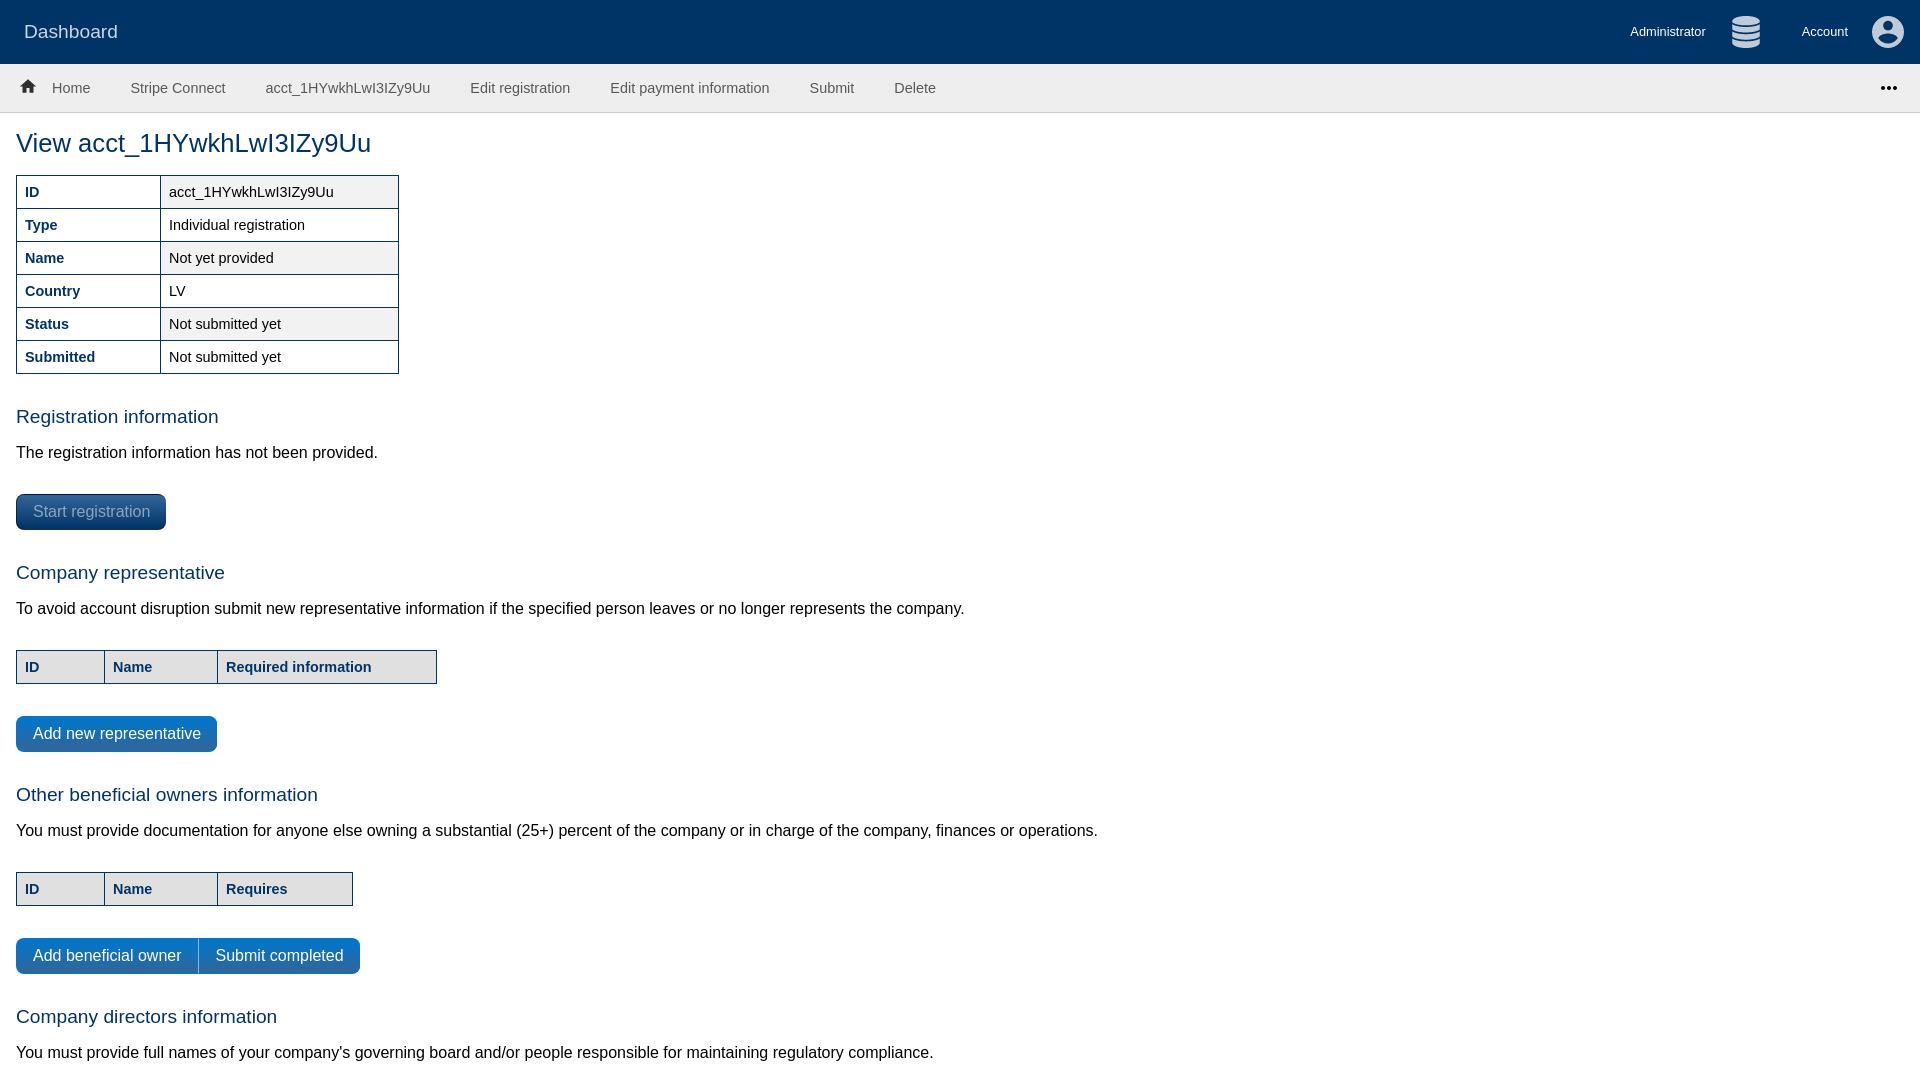 Dashboard
Administrator
Account
Home
Stripe Connect
acct_1HYwkhLwI3IZy9Uu
Edit registration
Edit payment information
Submit
Delete
View acct_1HYwkhLwI3IZy9Uu
ID acct_1HYwkhLwI3IZy9Uu
Type Individual registration
Name Not yet provided
Country LV
Status Not submitted yet
Submitted Not submitted yet
Registration information
The registration information has not been provided.
Start registration
Company representative
To avoid account disruption submit new representative information if the specified person leaves or no longer represents the company.
ID Name Required information
Add new representative
Other beneficial owners information
You must provide documentation for anyone else owning a substantial (25+) percent of the company or in charge of the company, finances or operations.
ID Name Requires
Add beneficial owner Submit completed
Company directors information
You must provide full names of your company's governing board and/or people responsible for maintaining regulatory compliance.